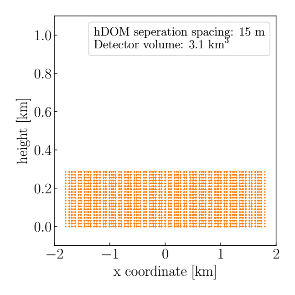 hDOM seperation spacing: 15 m
Detector volume: 3.1 km³
1.0
0.8
0.6
0.4
0.2
0.0
height [km]
−2 −1 0 1 2
x coordinate [km]